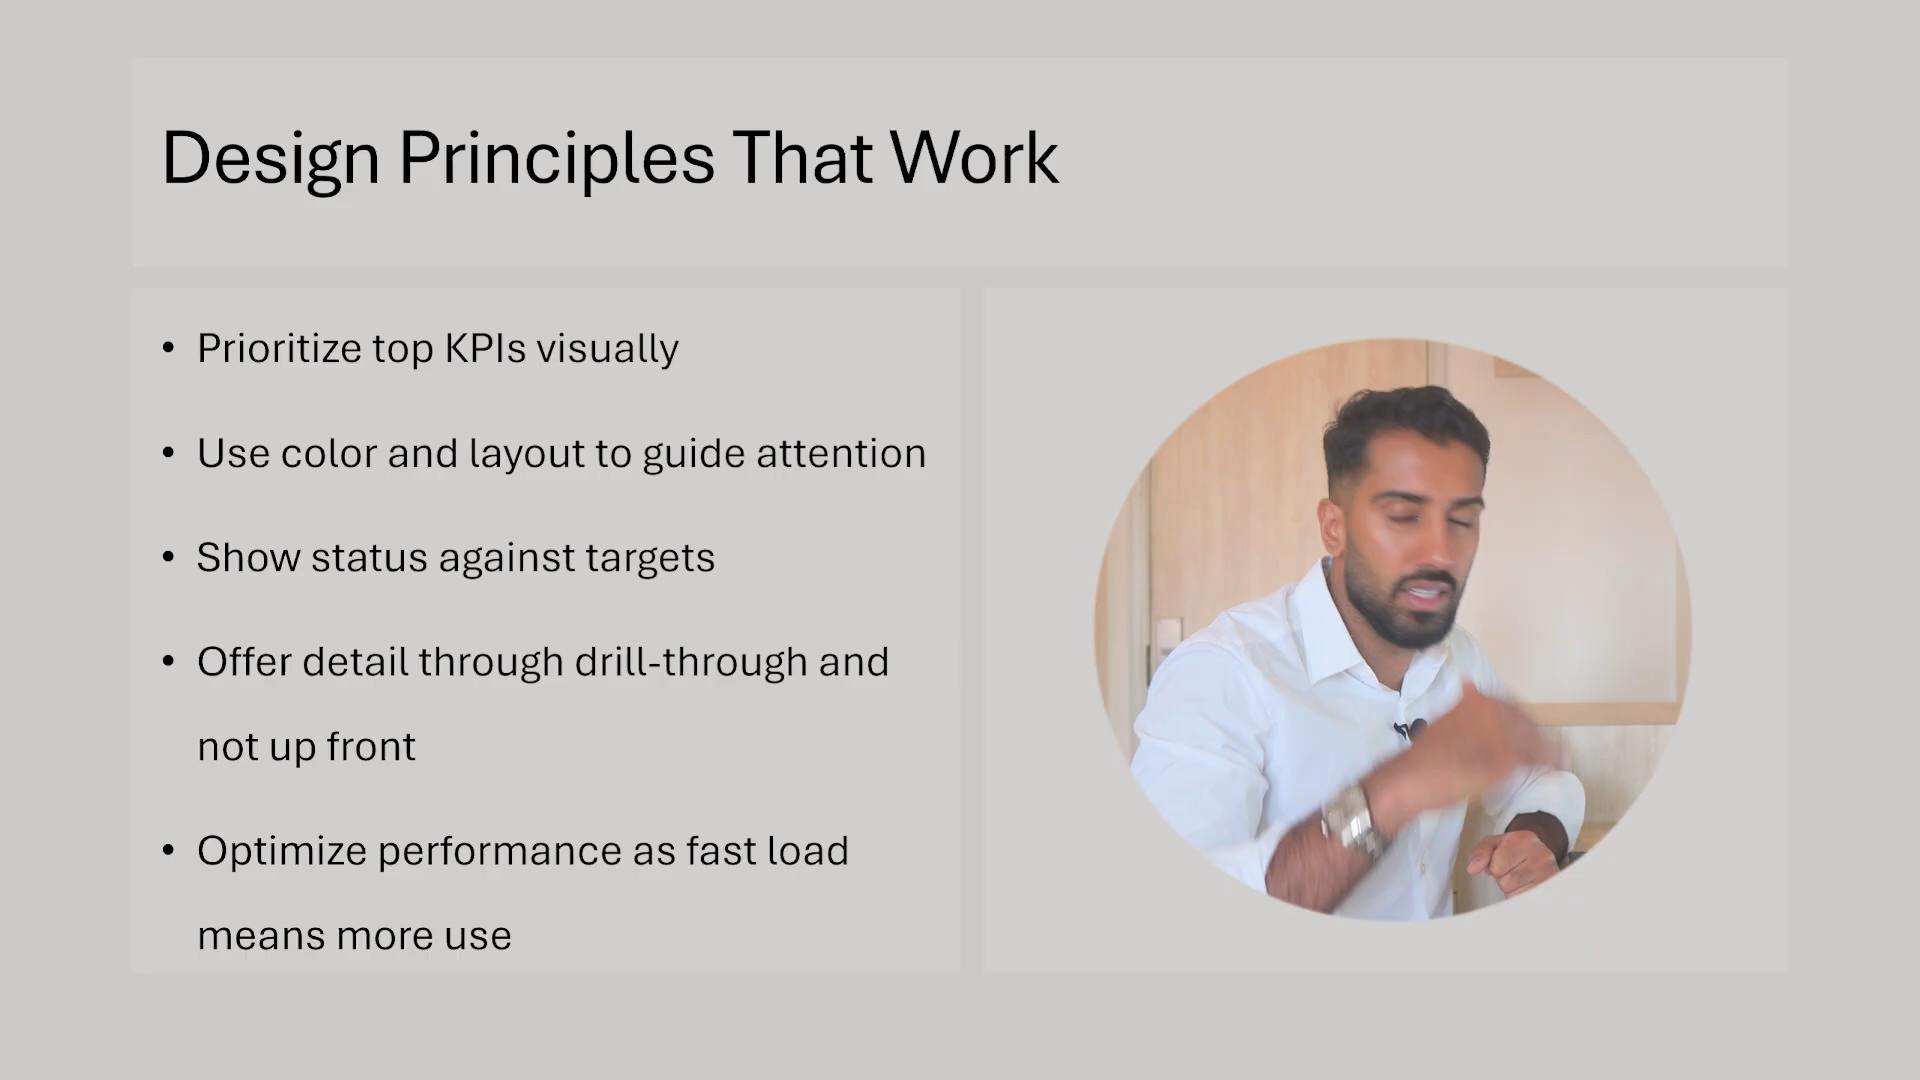 Design Principles That Work
• Prioritize top KPIs visually
• Use color and layout to guide attention
• Show status against targets
• Offer detail through drill-through and
not up front
• Optimize performance as fast load
means more use